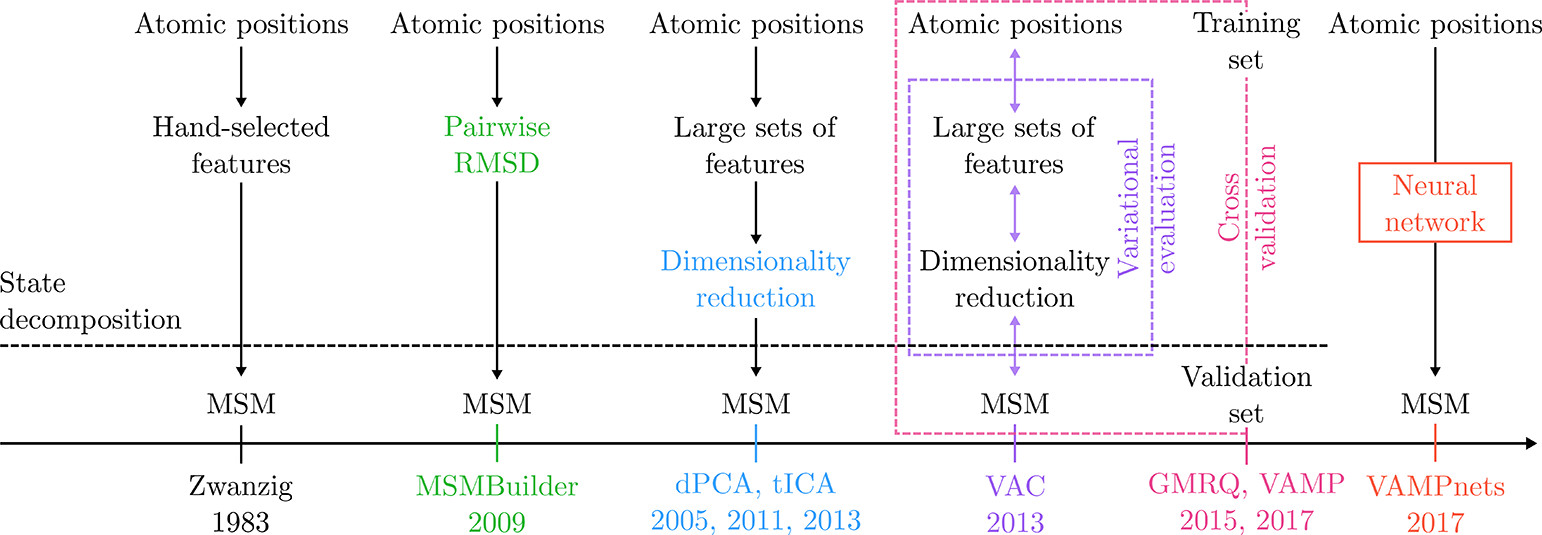 Atomic positions
Hand-selected
features
MSM
Zwanzig
1983
Atomic positions
Pairwise
RMSD
MSM
MSMBuilder
2009
Atomic positions
Large sets of
features
Dimensionality
reduction
MSM
dPCA, tICA
2005, 2011, 2013
Atomic positions
Large sets of
features
Dimensionality
reduction
MSM
VAC
2013
Variational
evaluation
Training
set
Cross
validation
Validation
set
GMRQ, VAMP
2015, 2017
Atomic positions
Neural
network
MSM
VAMPnets
2017
State
decomposition